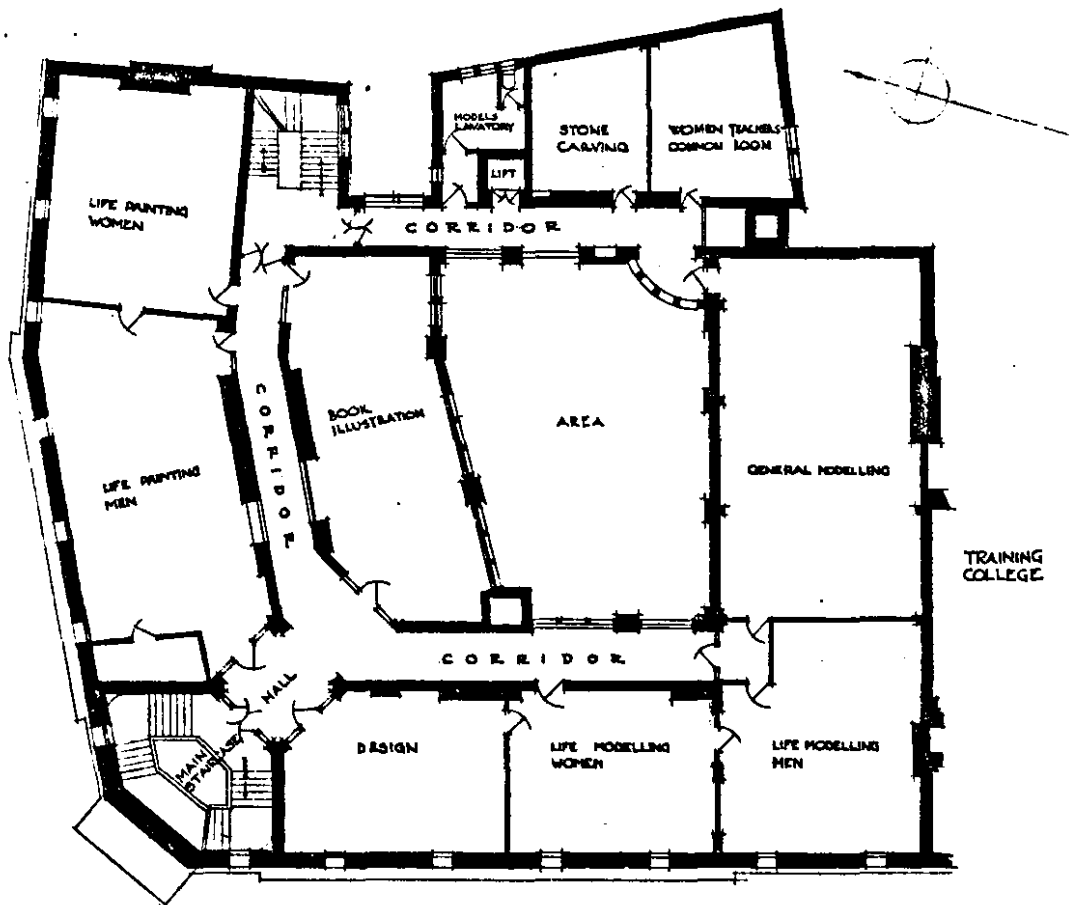 MODELS
LAVATORY
STONE
CARVING
WOMEN TEACHERS
COMMON ROOM
LIFT
LIFE PAINTING
WOMEN
CORRIDOR
CORRIDOR
BOOK
ILLUSTRATION
AREA
LIFE PAINTING
MEN
GENERAL MODELLING
TRAINING
COLLEGE
CORRIDOR
HALL
MAIN
STAIRCASE
DESIGN
LIFE MODELLING
WOMEN
LIFE MODELLING
MEN